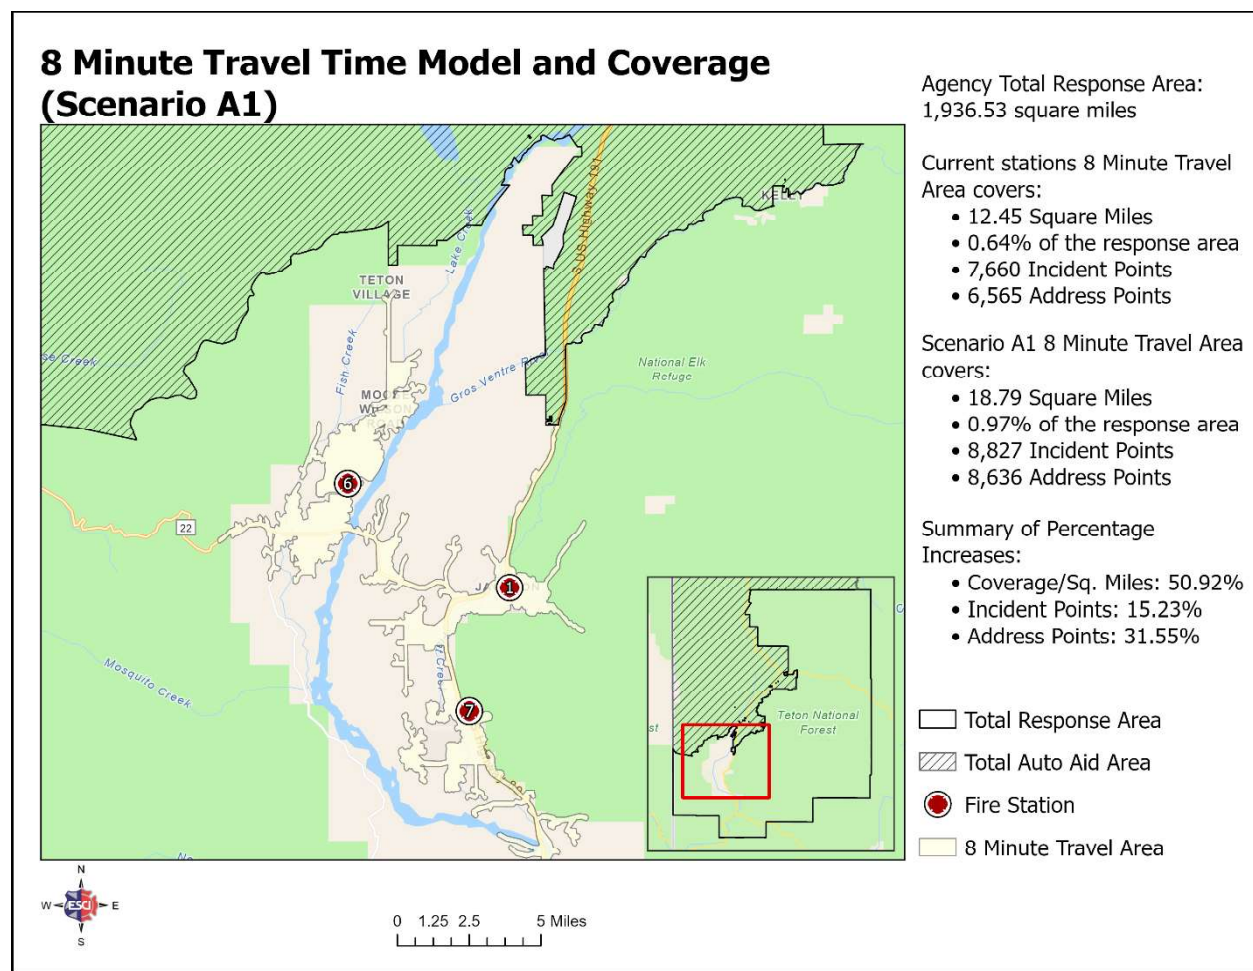 8 Minute Travel Time Model and Coverage
(Scenario A1)
Agency Total Response Area:
1,936.53 square miles
Current stations 8 Minute Travel
Area covers:
• 12.45 Square Miles
• 0.64% of the response area
• 7,660 Incident Points
• 6,565 Address Points
Scenario A1 8 Minute Travel Area
covers:
• 18.79 Square Miles
• 0.97% of the response area
• 8,827 Incident Points
• 8,636 Address Points
Summary of Percentage
Increases:
• Coverage/Sq. Miles: 50.92%
• Incident Points: 15.23%
• Address Points: 31.55%
Total Response Area
Total Auto Aid Area
Fire Station
8 Minute Travel Area
S US Highway 191
KELLY
Lake Creek
TETON
VILLAGE
Fish Creek
Gros Ventre River
National Elk
Refuge
se Creek
6
22
1
7
Mosquito Creek
Teton National
Forest
st
N
W
ESCI
E
S
0 1.25 2.5 5 Miles